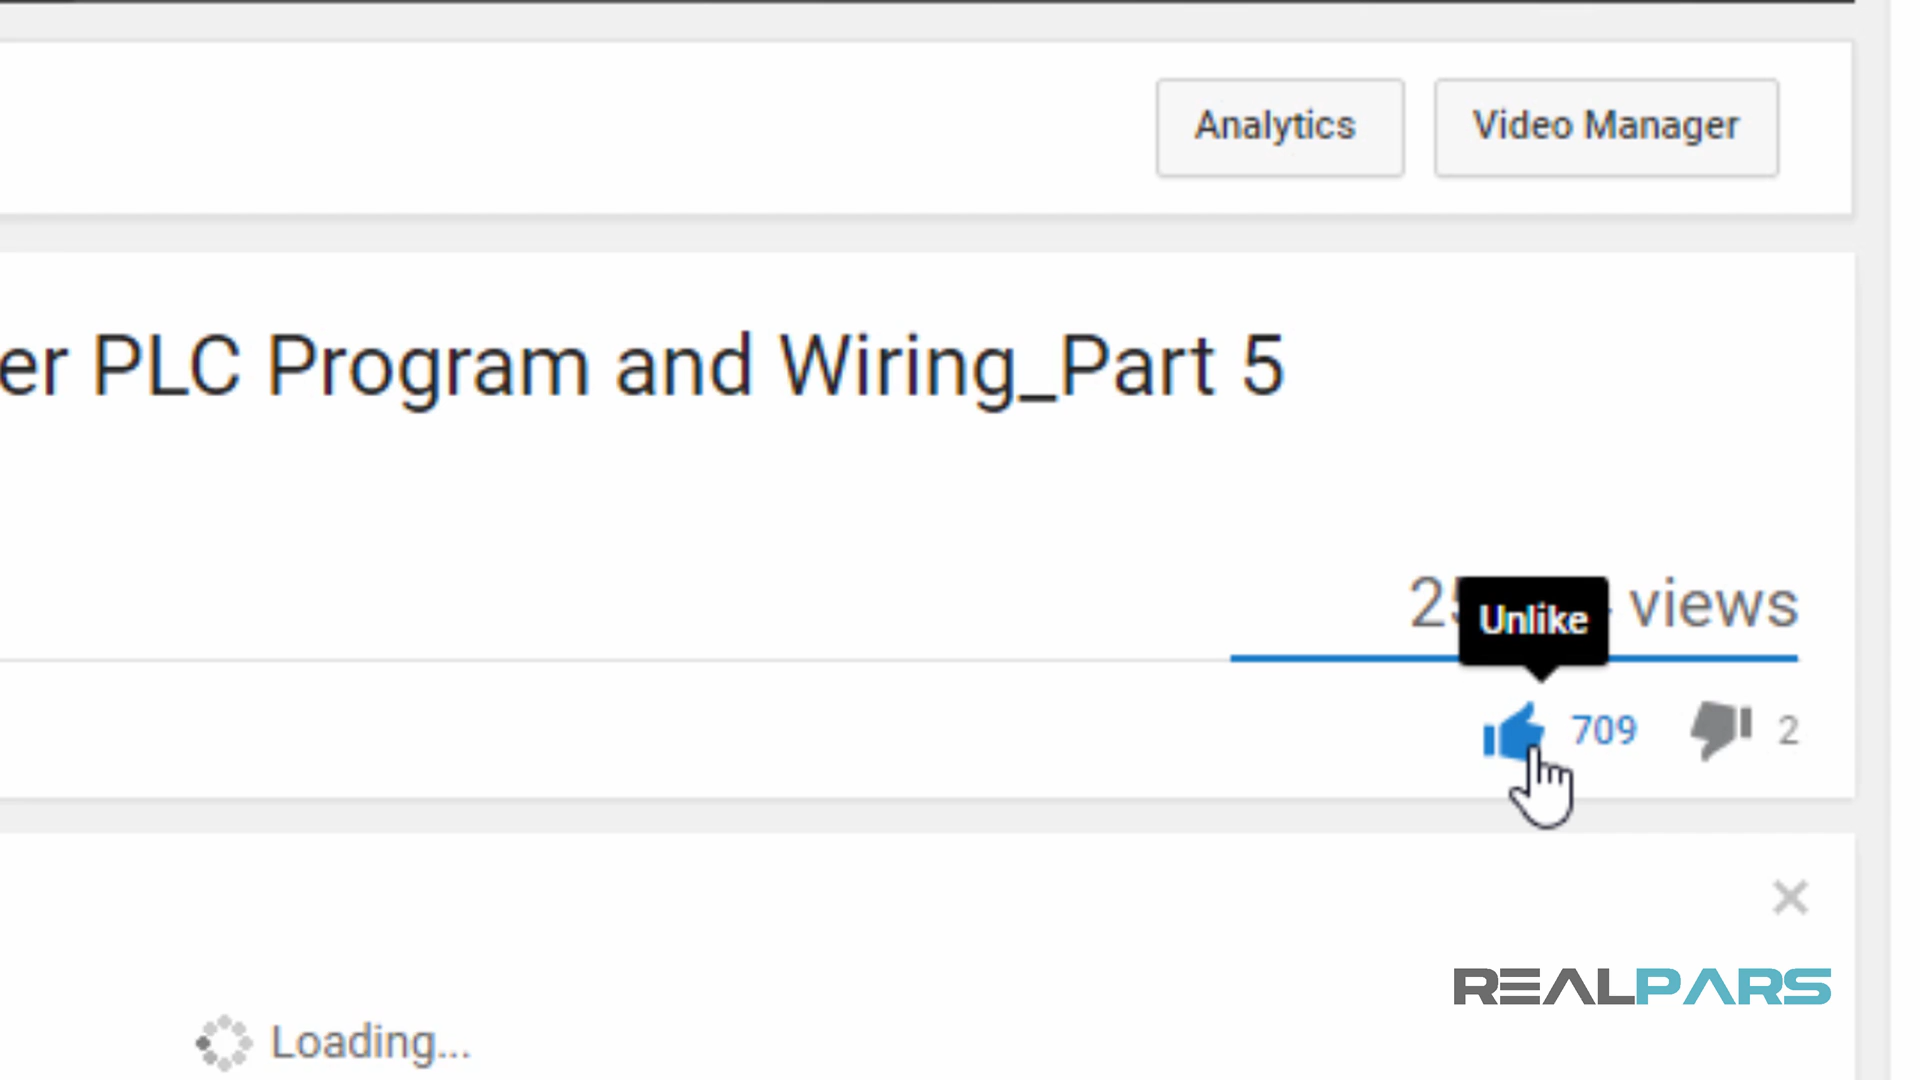 Analytics
Video Manager
er PLC Program and Wiring_Part 5
views
Unlike
709
2
REALPARS
Loading...